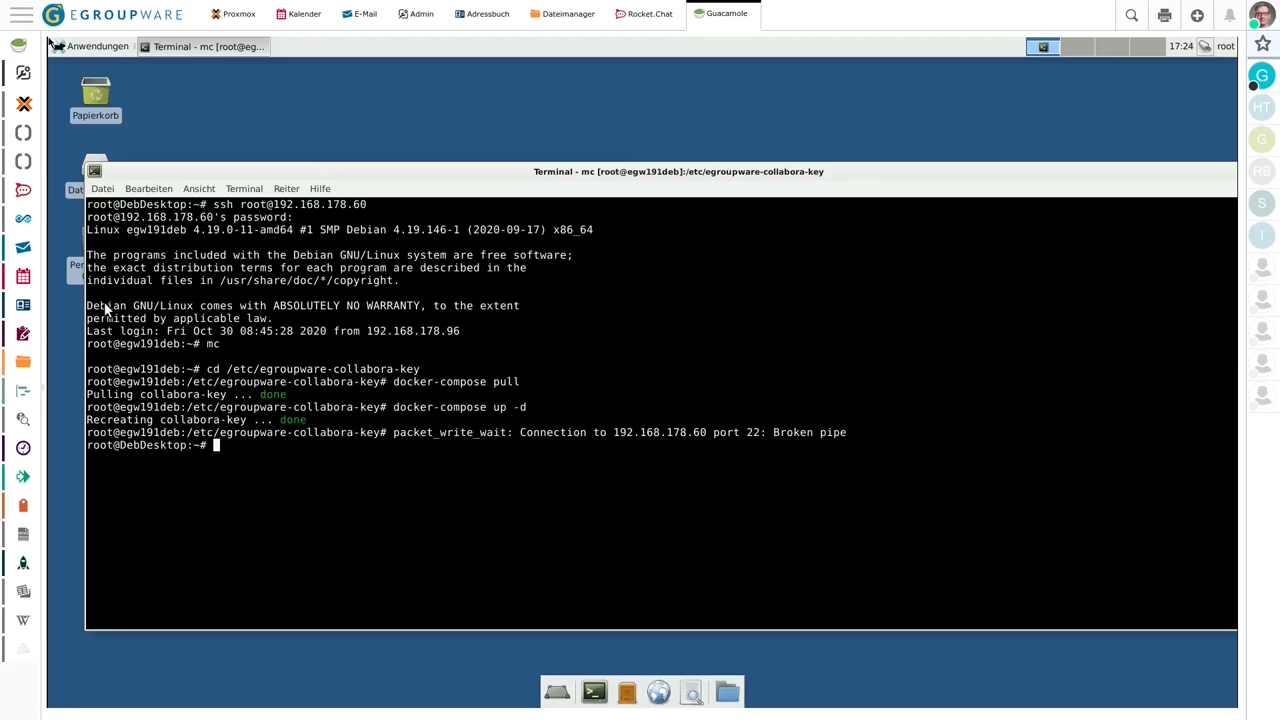 EGROUPWARE
Proxmox
Kalender
E-Mail
Admin
Adressbuch
Dateimanager
Rocket.Chat
Guacamole
Anwendungen
Terminal - mc [root@eg...
17:24
root
Papierkorb
Terminal - mc [root@egw191deb]:/etc/egroupware-collabora-key
Datei Bearbeiten Ansicht Terminal Reiter Hilfe
root@DebDesktop:~# ssh root@192.168.178.60
root@192.168.178.60's password:
Linux egw191deb 4.19.0-11-amd64 #1 SMP Debian 4.19.146-1 (2020-09-17) x86_64
The programs included with the Debian GNU/Linux system are free software;
the exact distribution terms for each program are described in the
individual files in /usr/share/doc/*/copyright.
Debian GNU/Linux comes with ABSOLUTELY NO WARRANTY, to the extent
permitted by applicable law.
Last login: Fri Oct 30 08:45:28 2020 from 192.168.178.96
root@egw191deb:~# mc
root@egw191deb:~# cd /etc/egroupware-collabora-key
root@egw191deb:/etc/egroupware-collabora-key# docker-compose pull
Pulling collabora-key ... done
root@egw191deb:/etc/egroupware-collabora-key# docker-compose up -d
Recreating collabora-key ... done
root@egw191deb:/etc/egroupware-collabora-key# packet_write_wait: Connection to 192.168.178.60 port 22: Broken pipe
root@DebDesktop:~#
G
HT
G
RB
S
I